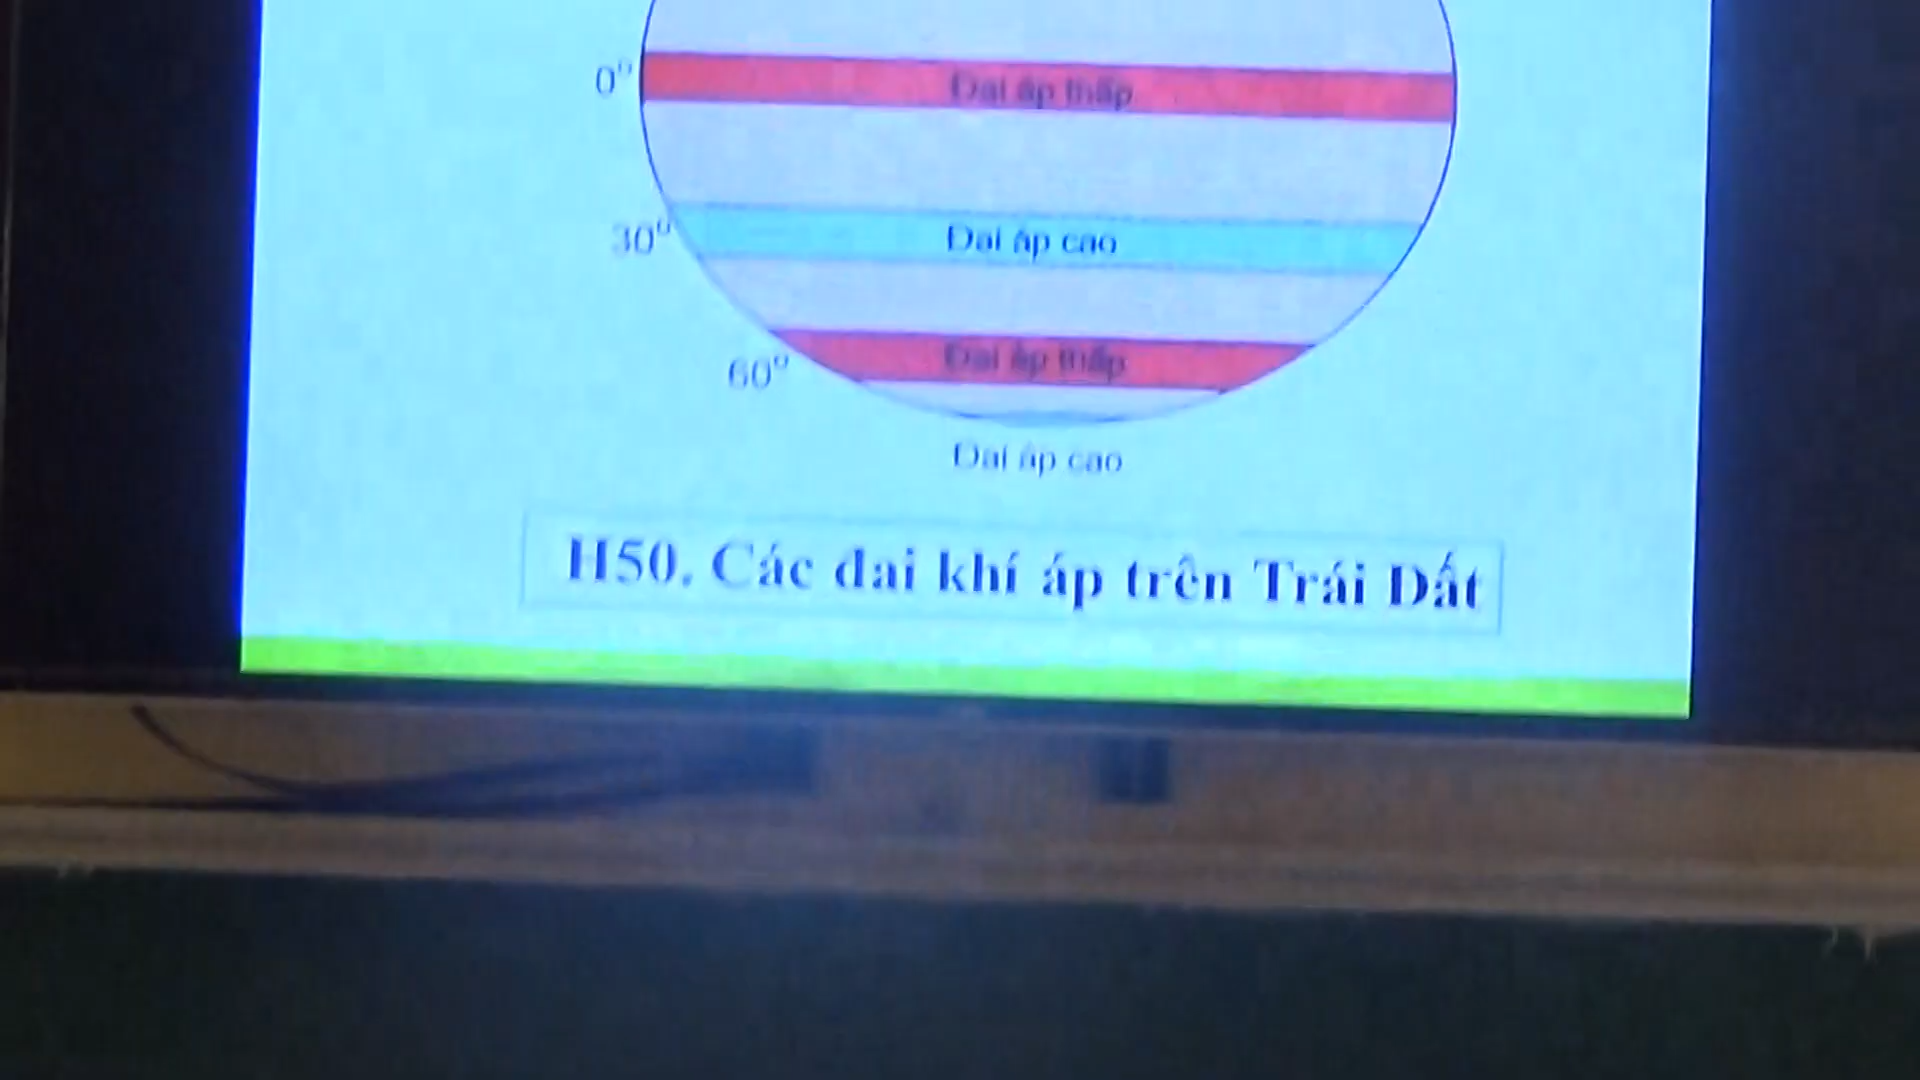 0°
Đai áp thấp
30°
Đai áp cao
60°
Đai áp thấp
Đai áp cao
H50. Các đai khí áp trên Trái Đất